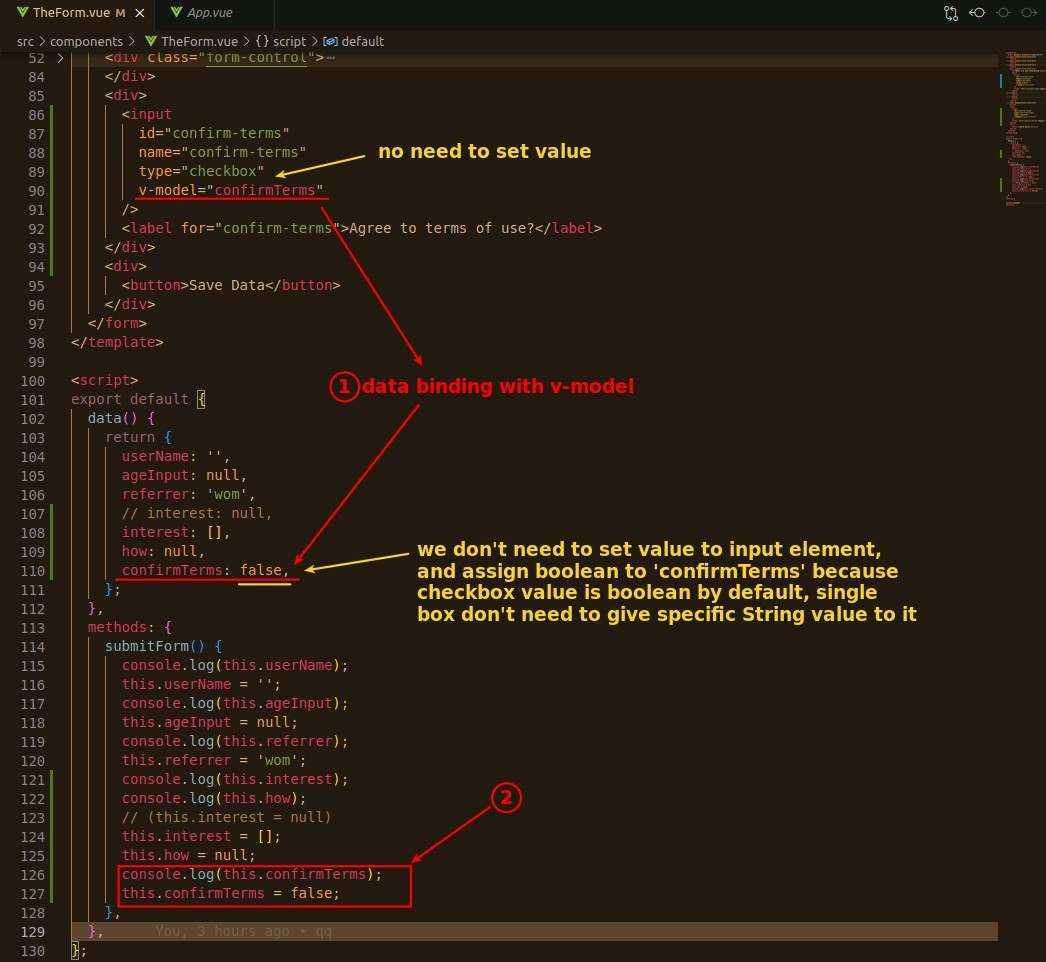 TheForm.vue M ×
App.vue
src > components > TheForm.vue > {} script > default
52 > <div class="form-control">⋯
84 </div>
85 <div>
86 <input
87 id="confirm-terms"
88 name="confirm-terms"
no need to set value
89 type="checkbox"
90 v-model="confirmTerms"
91 />
92 <label for="confirm-terms">Agree to terms of use?</label>
93 </div>
94 <div>
95 <button>Save Data</button>
96 </div>
97 </form>
98 </template>
99
100 <script>
1 data binding with v-model
101 export default {
102 data() {
103 return {
104 userName: '',
105 ageInput: null,
106 referrer: 'wom',
107 // interest: null,
108 interest: [],
109 how: null,
110 confirmTerms: false,
we don't need to set value to input element,
and assign boolean to 'confirmTerms' because
checkbox value is boolean by default, single
box don't need to give specific String value to it
111 };
112 },
113 methods: {
114 submitForm() {
115 console.log(this.userName);
116 this.userName = '';
117 console.log(this.ageInput);
118 this.ageInput = null;
119 console.log(this.referrer);
120 this.referrer = 'wom';
121 console.log(this.interest);
122 console.log(this.how);
2
123 // (this.interest = null)
124 this.interest = [];
125 this.how = null;
126 console.log(this.confirmTerms);
127 this.confirmTerms = false;
128 },
129 }, You, 3 hours ago • qq
130 };